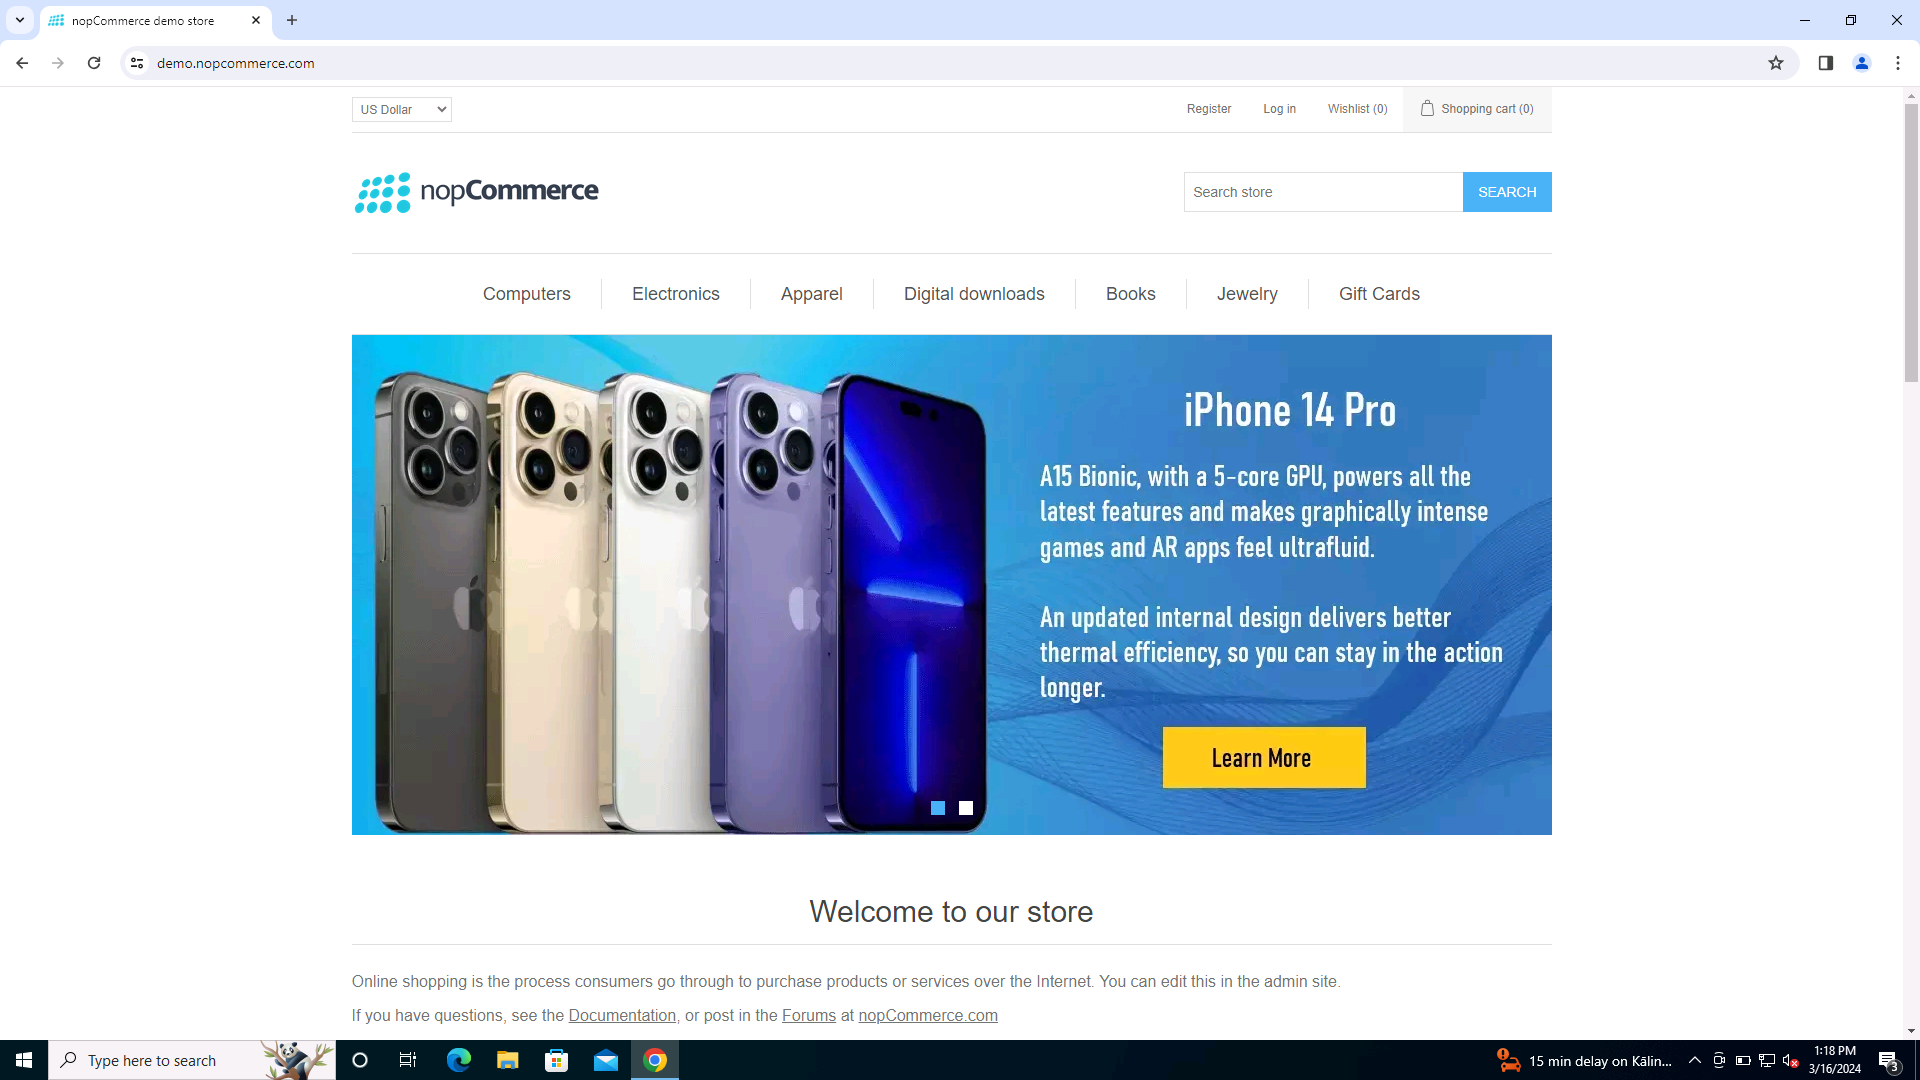 nopCommerce demo store
demo.nopcommerce.com
US Dollar
Register
Log in
Wishlist (0)
Shopping cart (0)
nopCommerce
Search store
SEARCH
Computers
Electronics
Apparel
Digital downloads
Books
Jewelry
Gift Cards
iPhone 14 Pro
A15 Bionic, with a 5-core GPU, powers all the
latest features and makes graphically intense
games and AR apps feel ultrafluid.
An updated internal design delivers better
thermal efficiency, so you can stay in the action
longer.
Learn More
Welcome to our store
Online shopping is the process consumers go through to purchase products or services over the Internet. You can edit this in the admin site.
If you have questions, see the Documentation, or post in the Forums at nopCommerce.com
Type here to search
15 min delay on Kālin...
1:18 PM
3/16/2024
3